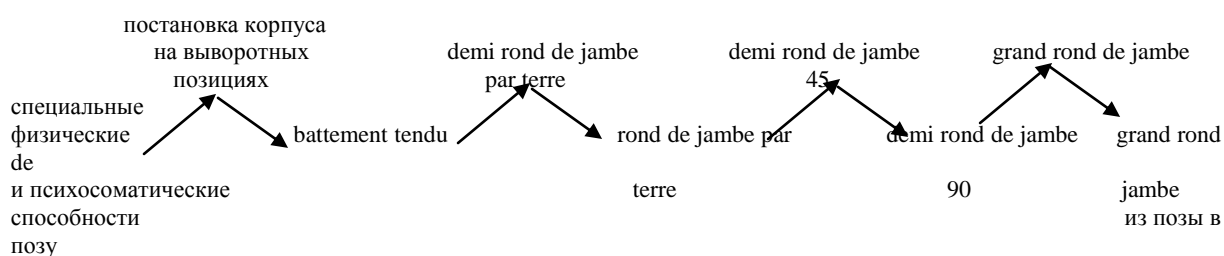 постановка корпуса
на выворотных demi rond de jambe demi rond de jambe grand rond de jambe
позициях par terre 45
специальные
физические battement tendu rond de jambe par demi rond de jambe grand rond
de
и психосоматические terre 90 jambe
способности из позы в
позу